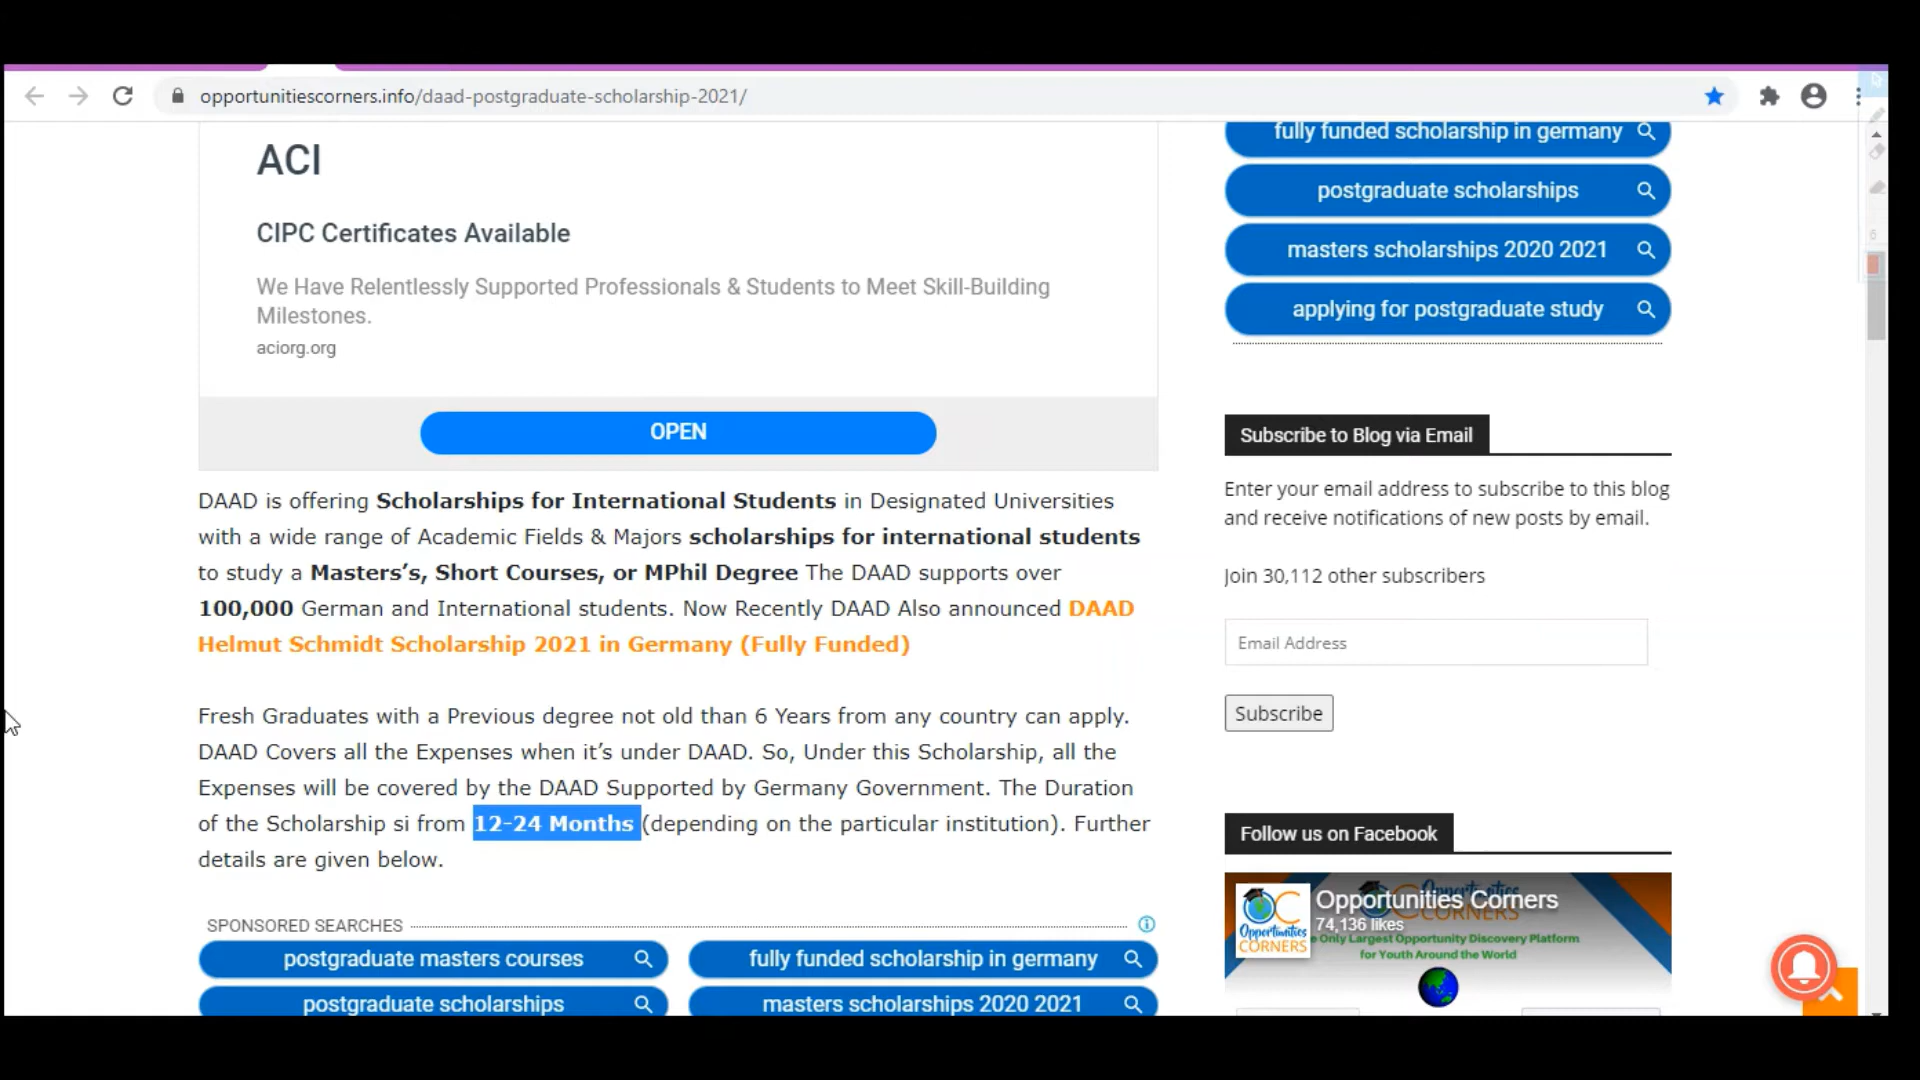 opportunitiescorners.info/daad-postgraduate-scholarship-2021/
ACI
CIPC Certificates Available
We Have Relentlessly Supported Professionals & Students to Meet Skill-Building
Milestones.
aciorg.org
OPEN
DAAD is offering Scholarships for International Students in Designated Universities
with a wide range of Academic Fields & Majors scholarships for international students
to study a Masters’s, Short Courses, or MPhil Degree The DAAD supports over
100,000 German and International students. Now Recently DAAD Also announced DAAD
Helmut Schmidt Scholarship 2021 in Germany (Fully Funded)
Fresh Graduates with a Previous degree not old than 6 Years from any country can apply.
DAAD Covers all the Expenses when it’s under DAAD. So, Under this Scholarship, all the
Expenses will be covered by the DAAD Supported by Germany Government. The Duration
of the Scholarship si from 12-24 Months (depending on the particular institution). Further
details are given below.
SPONSORED SEARCHES
postgraduate masters courses
fully funded scholarship in germany
postgraduate scholarships
masters scholarships 2020 2021
fully funded scholarship in germany
postgraduate scholarships
masters scholarships 2020 2021
applying for postgraduate study
Subscribe to Blog via Email
Enter your email address to subscribe to this blog
and receive notifications of new posts by email.
Join 30,112 other subscribers
Email Address
Subscribe
Follow us on Facebook
Opportunities Corners
74,136 likes
Opportunities
CORNERS
Opportunities
CORNERS
e Only Largest Opportunity Discovery Platform
for Youth Around the World
6